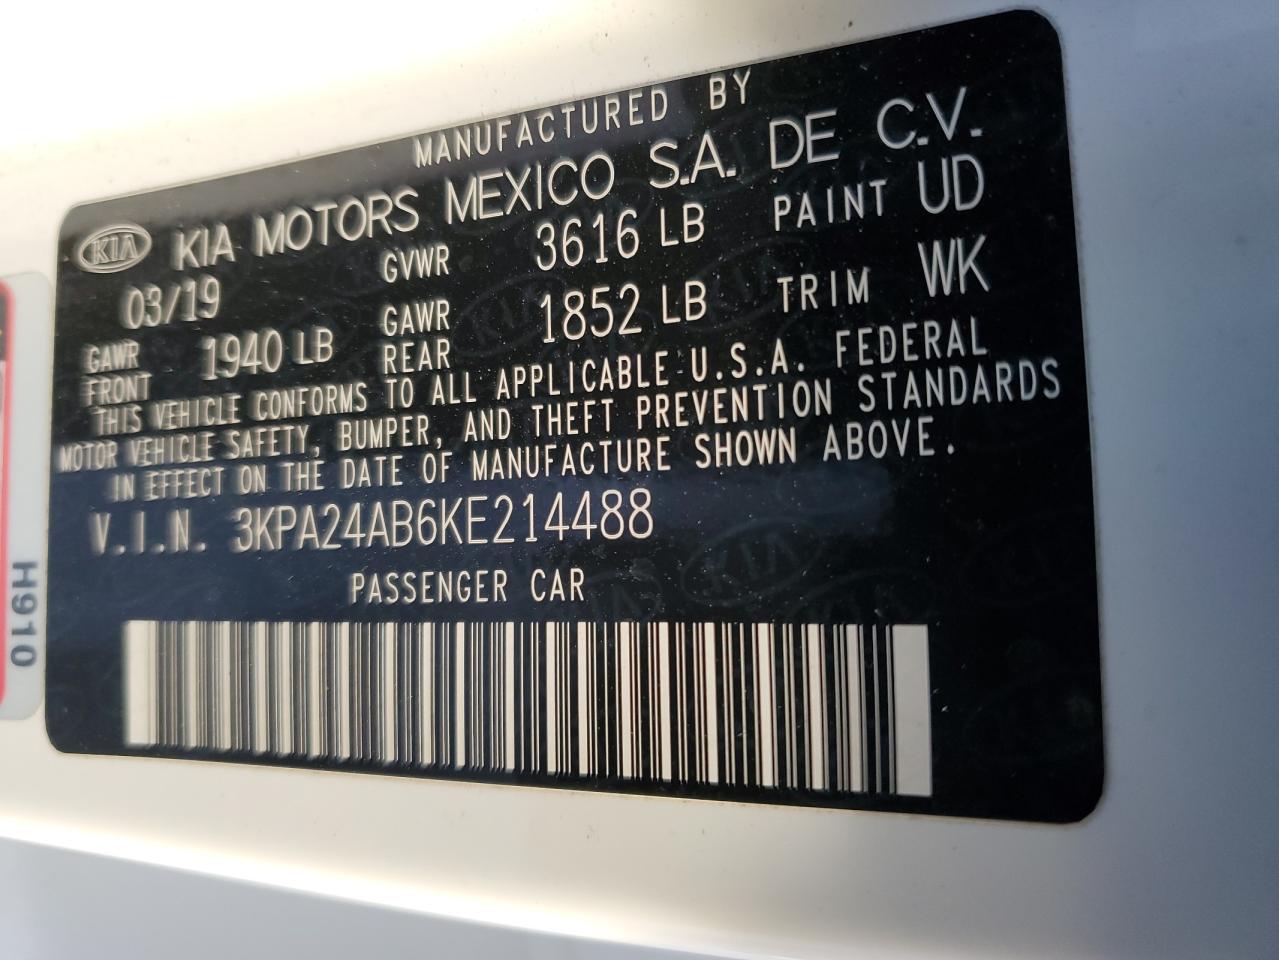 MANUFACTURED BY
KIA KIA MOTORS MEXICO S.A. DE C.V.
03/19 GVWR 3616 LB PAINT UD
GAWR FRONT 1940 LB GAWR REAR 1852 LB TRIM WK
THIS VEHICLE CONFORMS TO ALL APPLICABLE U.S.A. FEDERAL
MOTOR VEHICLE SAFETY, BUMPER, AND THEFT PREVENTION STANDARDS
IN EFFECT ON THE DATE OF MANUFACTURE SHOWN ABOVE.
V.I.N. 3KPA24AB6KE214488
PASSENGER CAR
H910